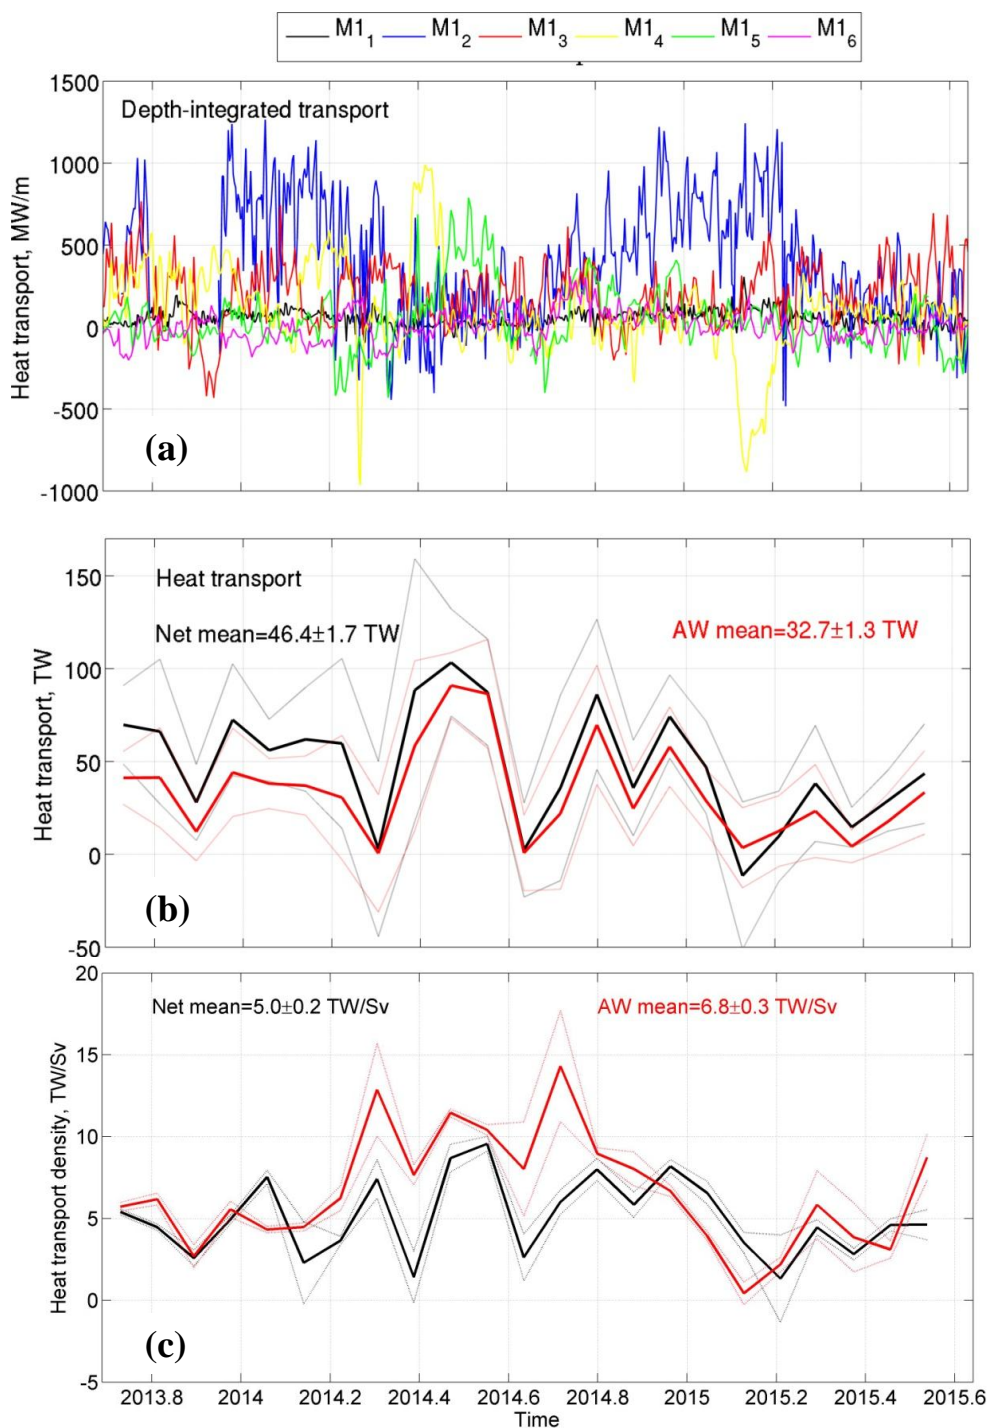 M1₁ M1₂ M1₃ M1₄ M1₅ M1₆
1500
Depth-integrated transport
1000
500
0
-500
-1000
Heat transport, MW/m
(a)
150
Heat transport
Net mean=46.4±1.7 TW AW mean=32.7±1.3 TW
100
50
0
-50
Heat transport, TW
(b)
20
Net mean=5.0±0.2 TW/Sv AW mean=6.8±0.3 TW/Sv
15
10
5
0
-5
Heat transport density, TW/Sv
(c)
2013.8 2014 2014.2 2014.4 2014.6 2014.8 2015 2015.2 2015.4 2015.6
Time